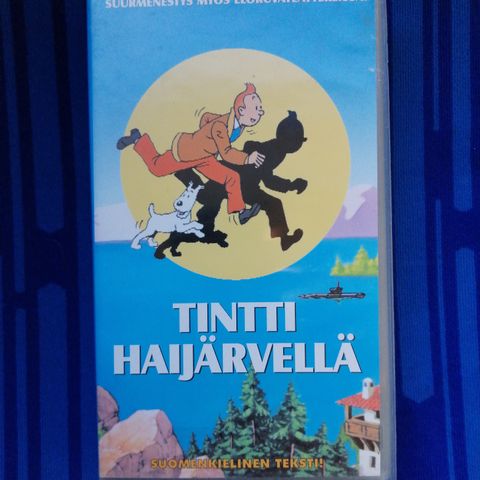 SUURMENESTYS MYÖS ELOKUVATEATTEREISSA!
TINTTI
HAIJÄRVELLÄ
SUOMENKIELINEN TEKSTI!